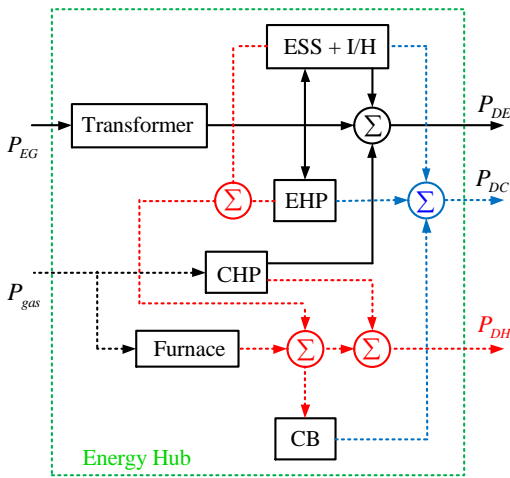 ESS + I/H
Transformer
Σ
P_EG
P_DE
EHP
Σ
Σ
P_DC
CHP
P_gas
Furnace
Σ
Σ
P_DH
CB
Energy Hub